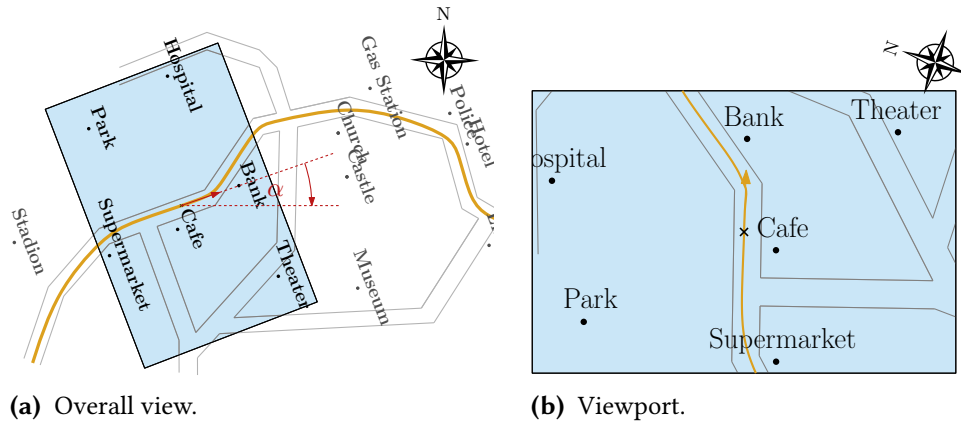 N
Hospital
Gas Station
Park
Police
Hotel
Church
Castle
Bank
α
Stadion
Supermarket
Cafe
Theater
Museum
(a) Overall view.
N
Bank
Theater
ospital
Cafe
Park
Supermarket
(b) Viewport.